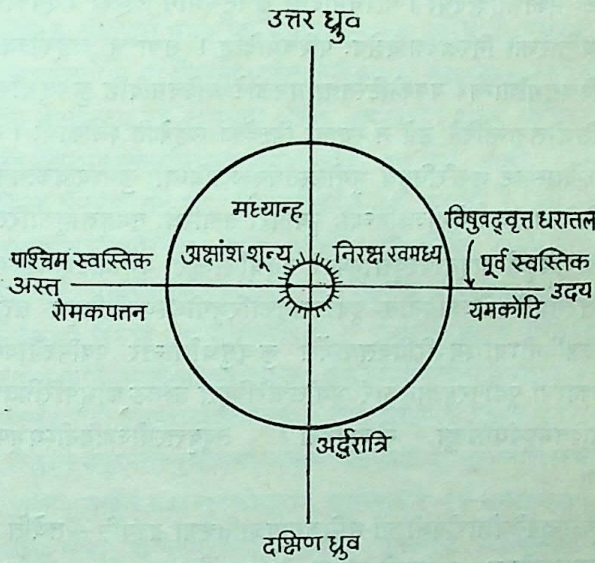 उत्तर ध्रुव
मध्यान्ह
विषुवद्वृत्त धरातल
अक्षांश शून्य
निरक्ष खमध्य
पाश्चिम स्वस्तिक
पूर्व स्वस्तिक
अस्त
उदय
रोमकपत्तन
यमकोटि
अर्द्धरात्रि
दक्षिण ध्रुव